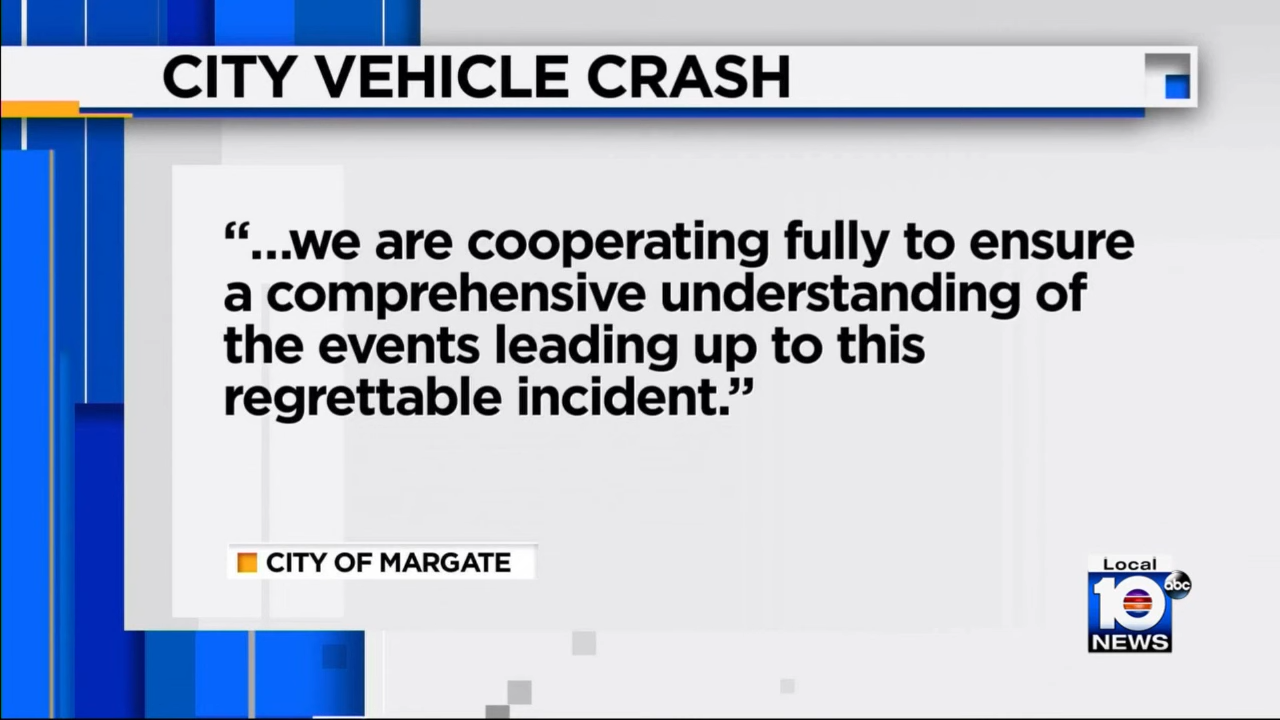 CITY VEHICLE CRASH
“...we are cooperating fully to ensure
a comprehensive understanding of
the events leading up to this
regrettable incident.”
CITY OF MARGATE
Local
10
abc
NEWS